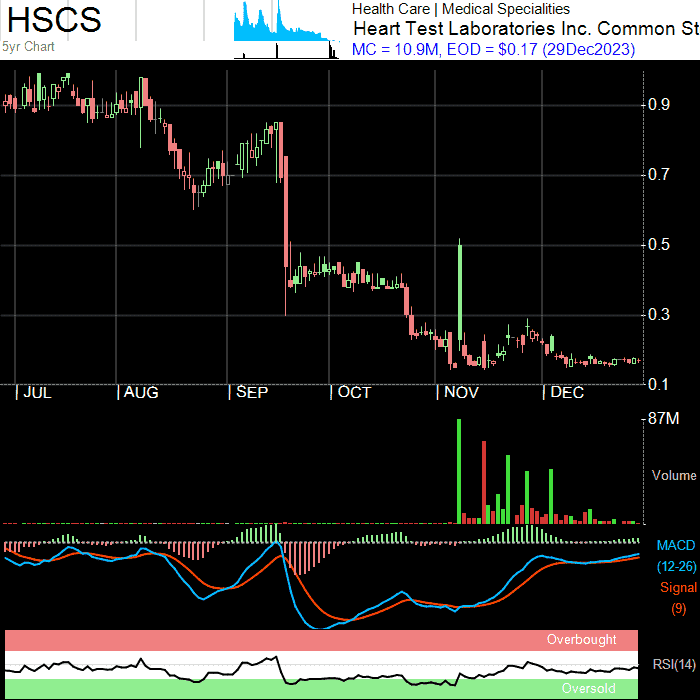 HSCS
5yr Chart
Health Care | Medical Specialities
Heart Test Laboratories Inc. Common St
MC = 10.9M, EOD = $0.17 (29Dec2023)
0.9
0.7
0.5
0.3
0.1
JUL
AUG
SEP
OCT
NOV
DEC
87M
Volume
MACD
(12-26)
Signal
(9)
Overbought
RSI(14)
Oversold